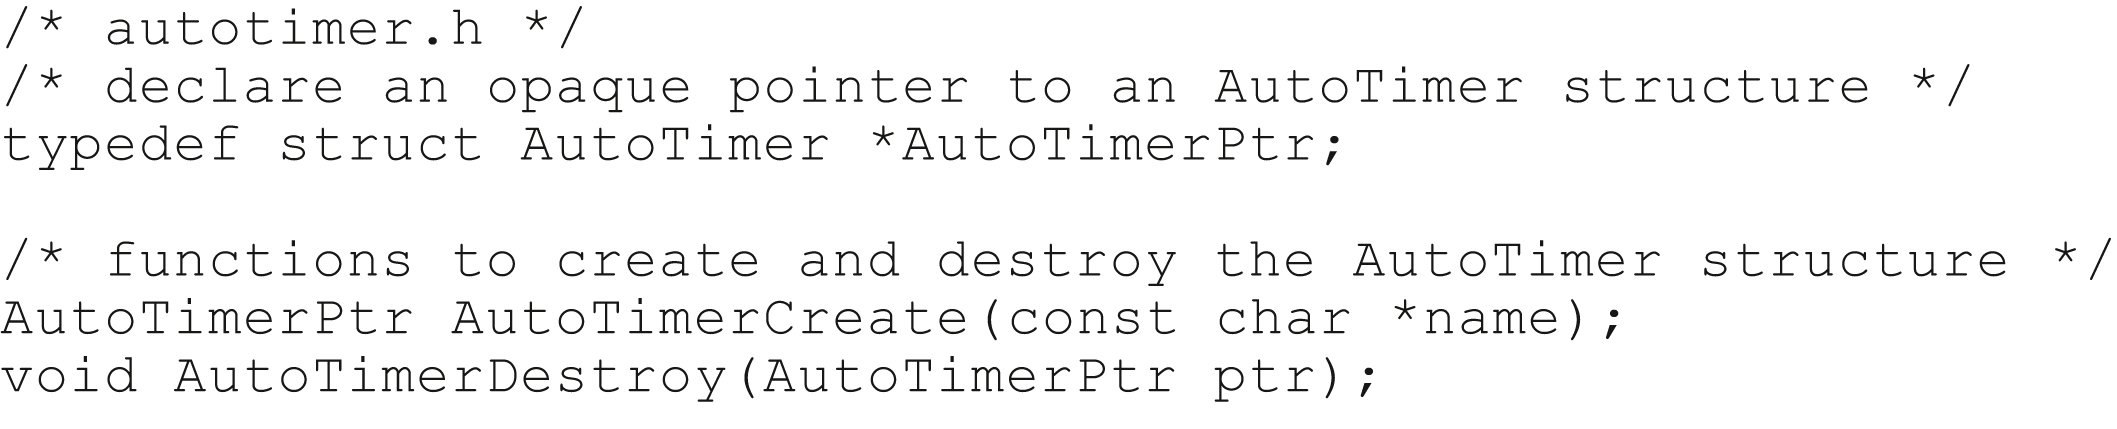 /* autotimer.h */
/* declare an opaque pointer to an AutoTimer structure */
typedef struct AutoTimer *AutoTimerPtr;

/* functions to create and destroy the AutoTimer structure */
AutoTimerPtr AutoTimerCreate(const char *name);
void AutoTimerDestroy(AutoTimerPtr ptr);